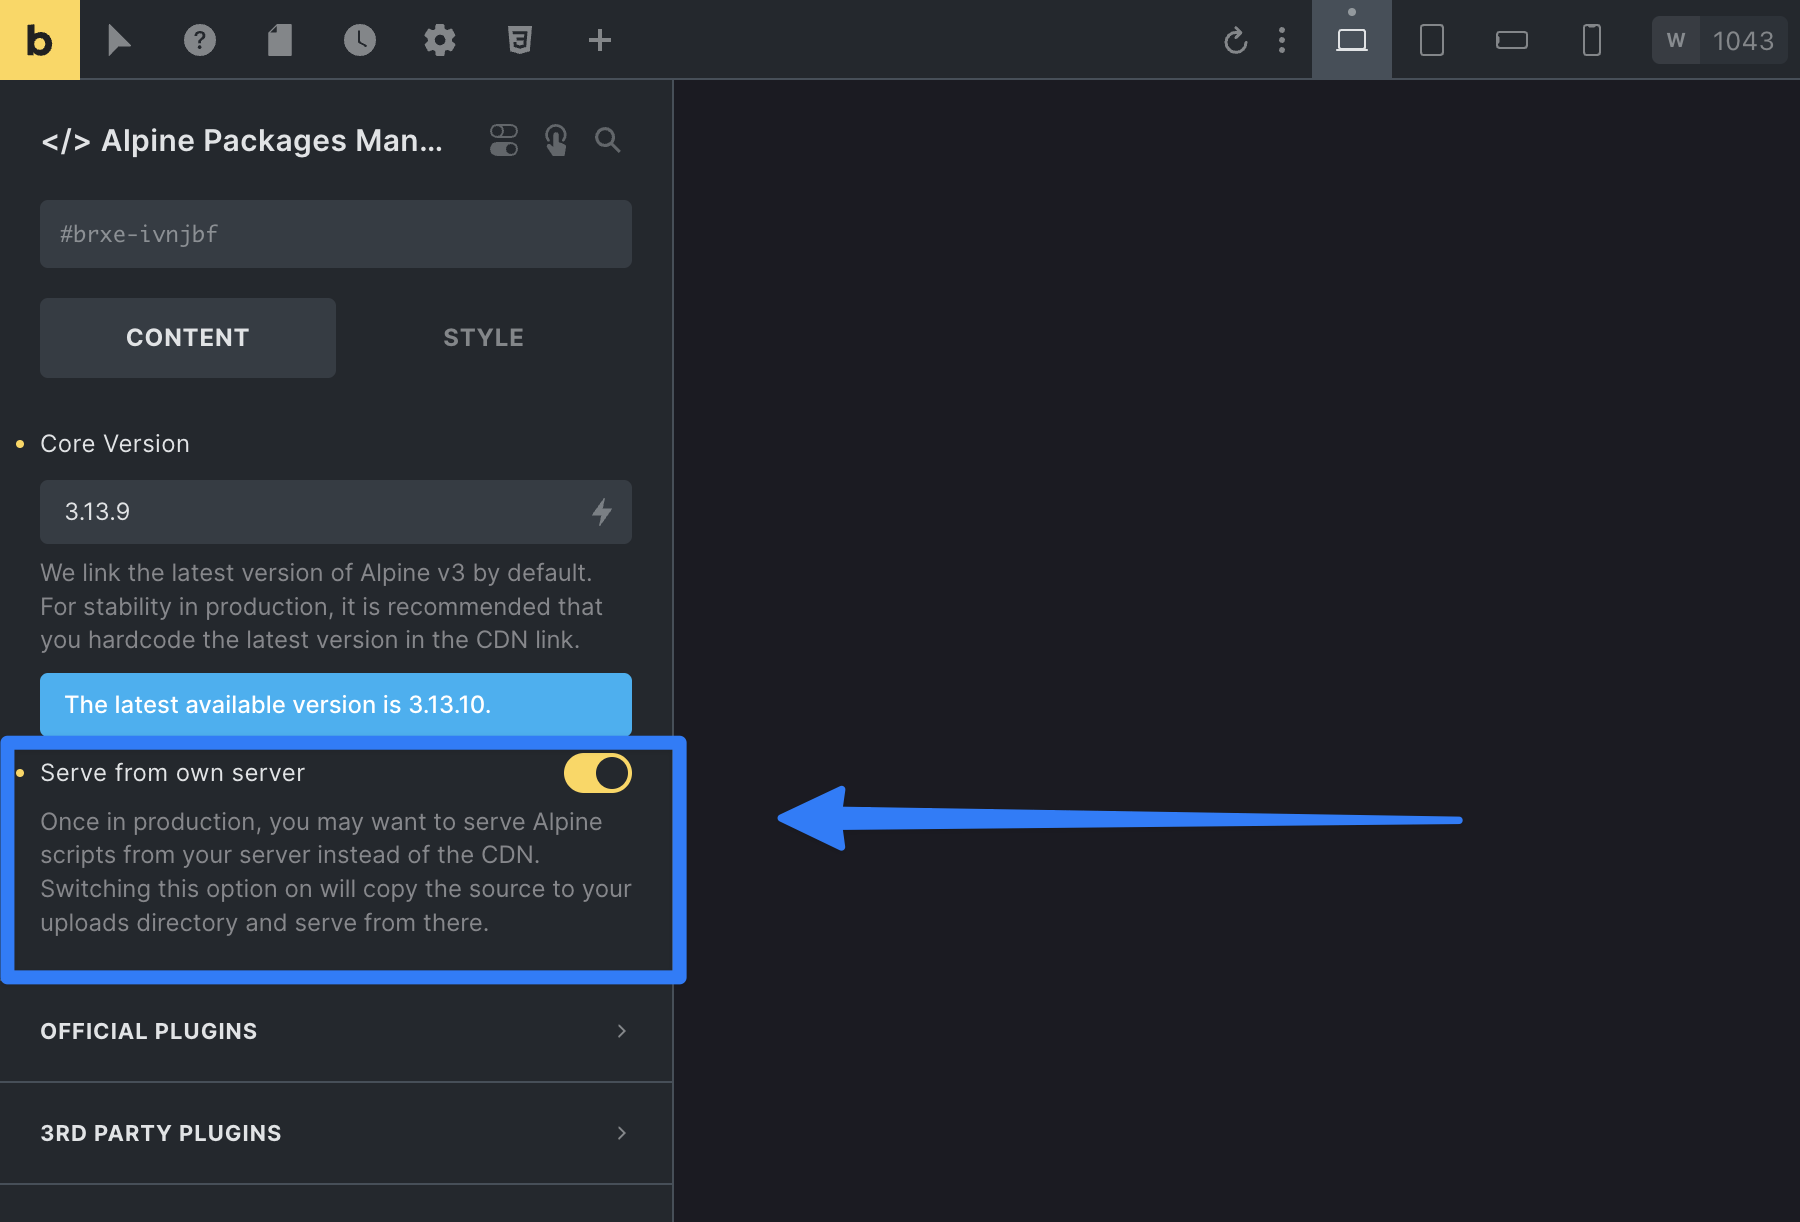 b
?
3
W 1043
</> Alpine Packages Man...
#brxe-ivnjbf
CONTENT
STYLE
Core Version
3.13.9
We link the latest version of Alpine v3 by default.
For stability in production, it is recommended that
you hardcode the latest version in the CDN link.
The latest available version is 3.13.10.
Serve from own server
Once in production, you may want to serve Alpine
scripts from your server instead of the CDN.
Switching this option on will copy the source to your
uploads directory and serve from there.
OFFICIAL PLUGINS
3RD PARTY PLUGINS